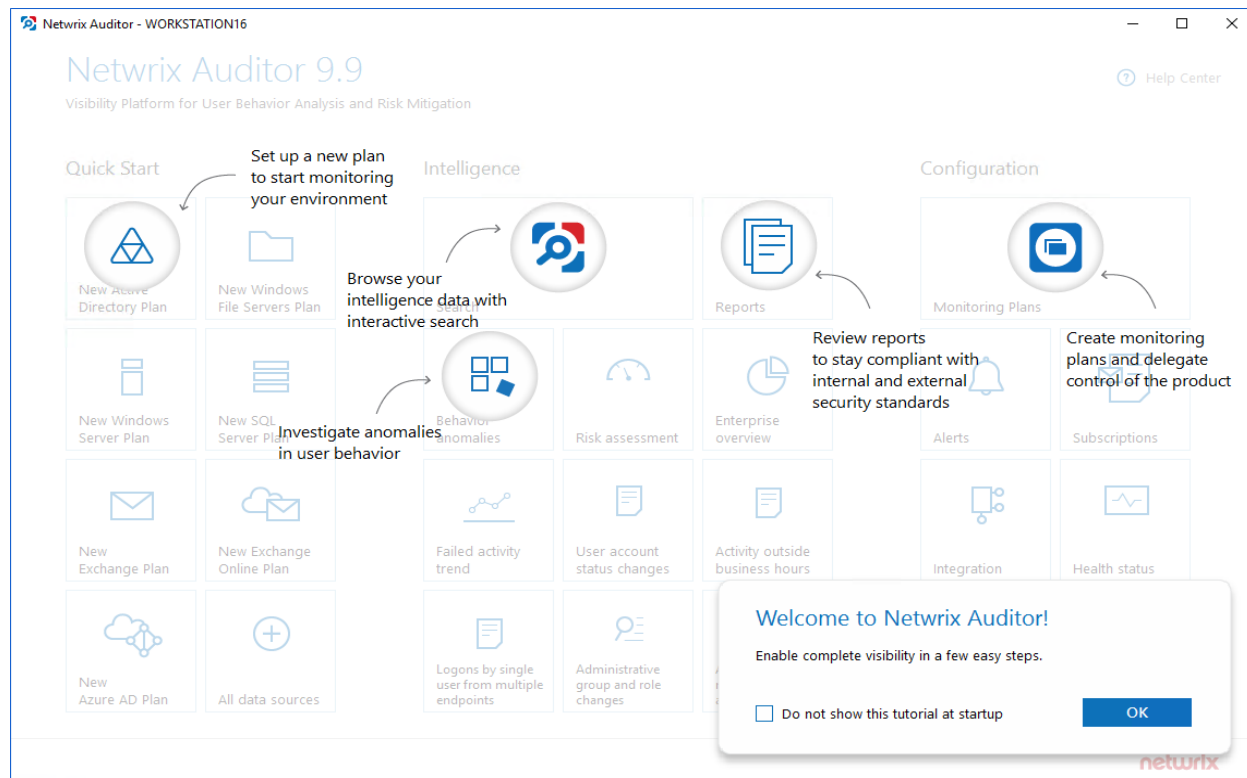 Netwrix Auditor - WORKSTATION16
Netwrix Auditor 9.9
Visibility Platform for User Behavior Analysis and Risk Mitigation
Help Center
Quick Start
Set up a new plan
to start monitoring
your environment
New Active
Directory Plan
New Windows
File Servers Plan
New Windows
Server Plan
New SQL
Server Plan
New
Exchange Plan
New Exchange
Online Plan
New
Azure AD Plan
All data sources
Intelligence
Browse your
intelligence data with
interactive search
Search
Reports
Review reports
to stay compliant with
internal and external
security standards
Investigate anomalies
in user behavior
Behavior
anomalies
Risk assessment
Enterprise
overview
Failed activity
trend
User account
status changes
Activity outside
business hours
Logons by single
user from multiple
endpoints
Administrative
group and role
changes
Configuration
Monitoring Plans
Create monitoring
plans and delegate
control of the product
Alerts
Subscriptions
Integration
Health status
Welcome to Netwrix Auditor!
Enable complete visibility in a few easy steps.
Do not show this tutorial at startup
OK
netwrix